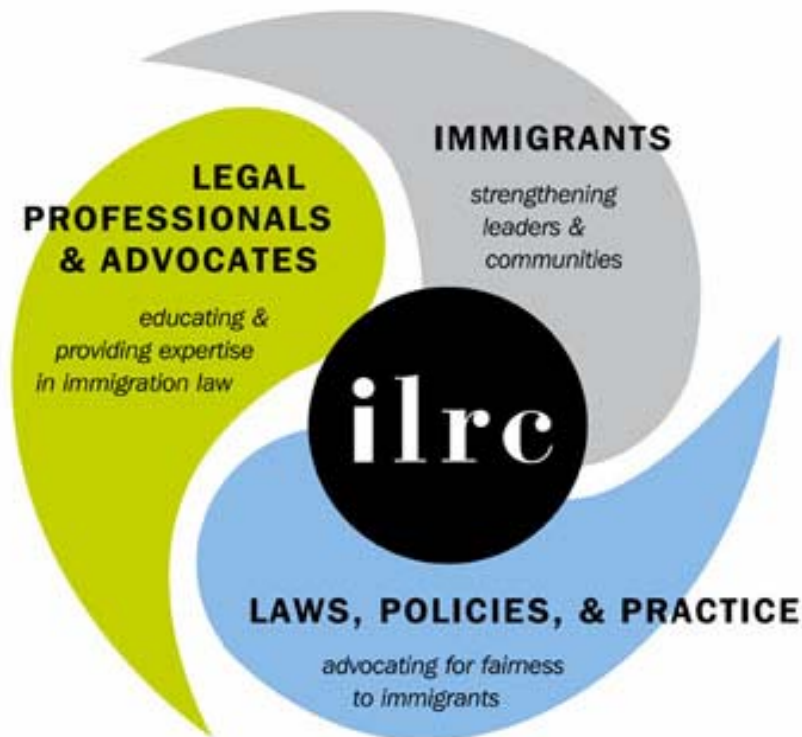 IMMIGRANTS
strengthening
leaders &
communities
LEGAL
PROFESSIONALS
& ADVOCATES
educating &
providing expertise
in immigration law
ilrc
LAWS, POLICIES, & PRACTICE
advocating for fairness
to immigrants